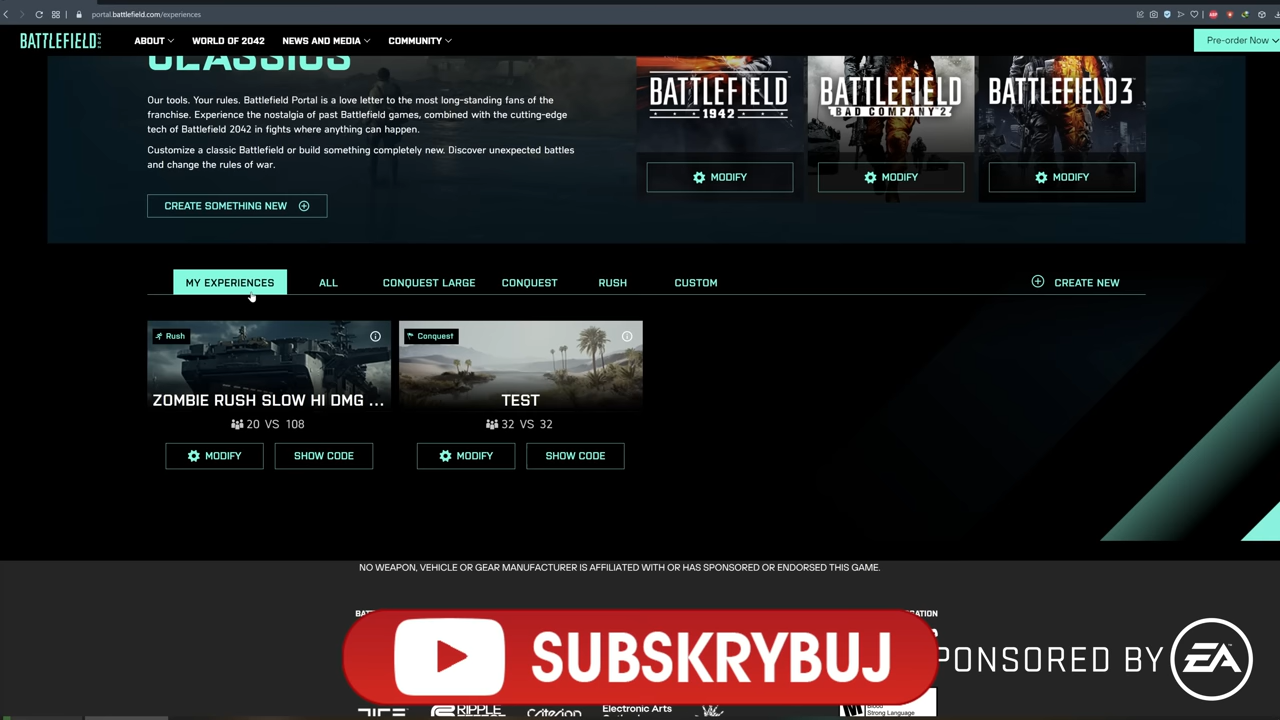 portal.battlefield.com/experiences
BATTLEFIELD
ABOUT
WORLD OF 2042
NEWS AND MEDIA
COMMUNITY
Pre-order Now
CLASSICS
Our tools. Your rules. Battlefield Portal is a love letter to the most long-standing fans of the
franchise. Experience the nostalgia of past Battlefield games, combined with the cutting-edge
tech of Battlefield 2042 in fights where anything can happen.
Customize a classic Battlefield or build something completely new. Discover unexpected battles
and change the rules of war.
CREATE SOMETHING NEW
BATTLEFIELD
1942
MODIFY
BATTLEFIELD
BAD COMPANY 2
MODIFY
BATTLEFIELD 3
MODIFY
MY EXPERIENCES
ALL
CONQUEST LARGE
CONQUEST
RUSH
CUSTOM
CREATE NEW
Rush
ZOMBIE RUSH SLOW HI DMG ...
20 VS 108
MODIFY
SHOW CODE
Conquest
TEST
32 VS 32
MODIFY
SHOW CODE
NO WEAPON, VEHICLE OR GEAR MANUFACTURER IS AFFILIATED WITH OR HAS SPONSORED OR ENDORSED THIS GAME.
SUBSKRYBUJ
PONSORED BY EA
Electronic Arts
Strong Language